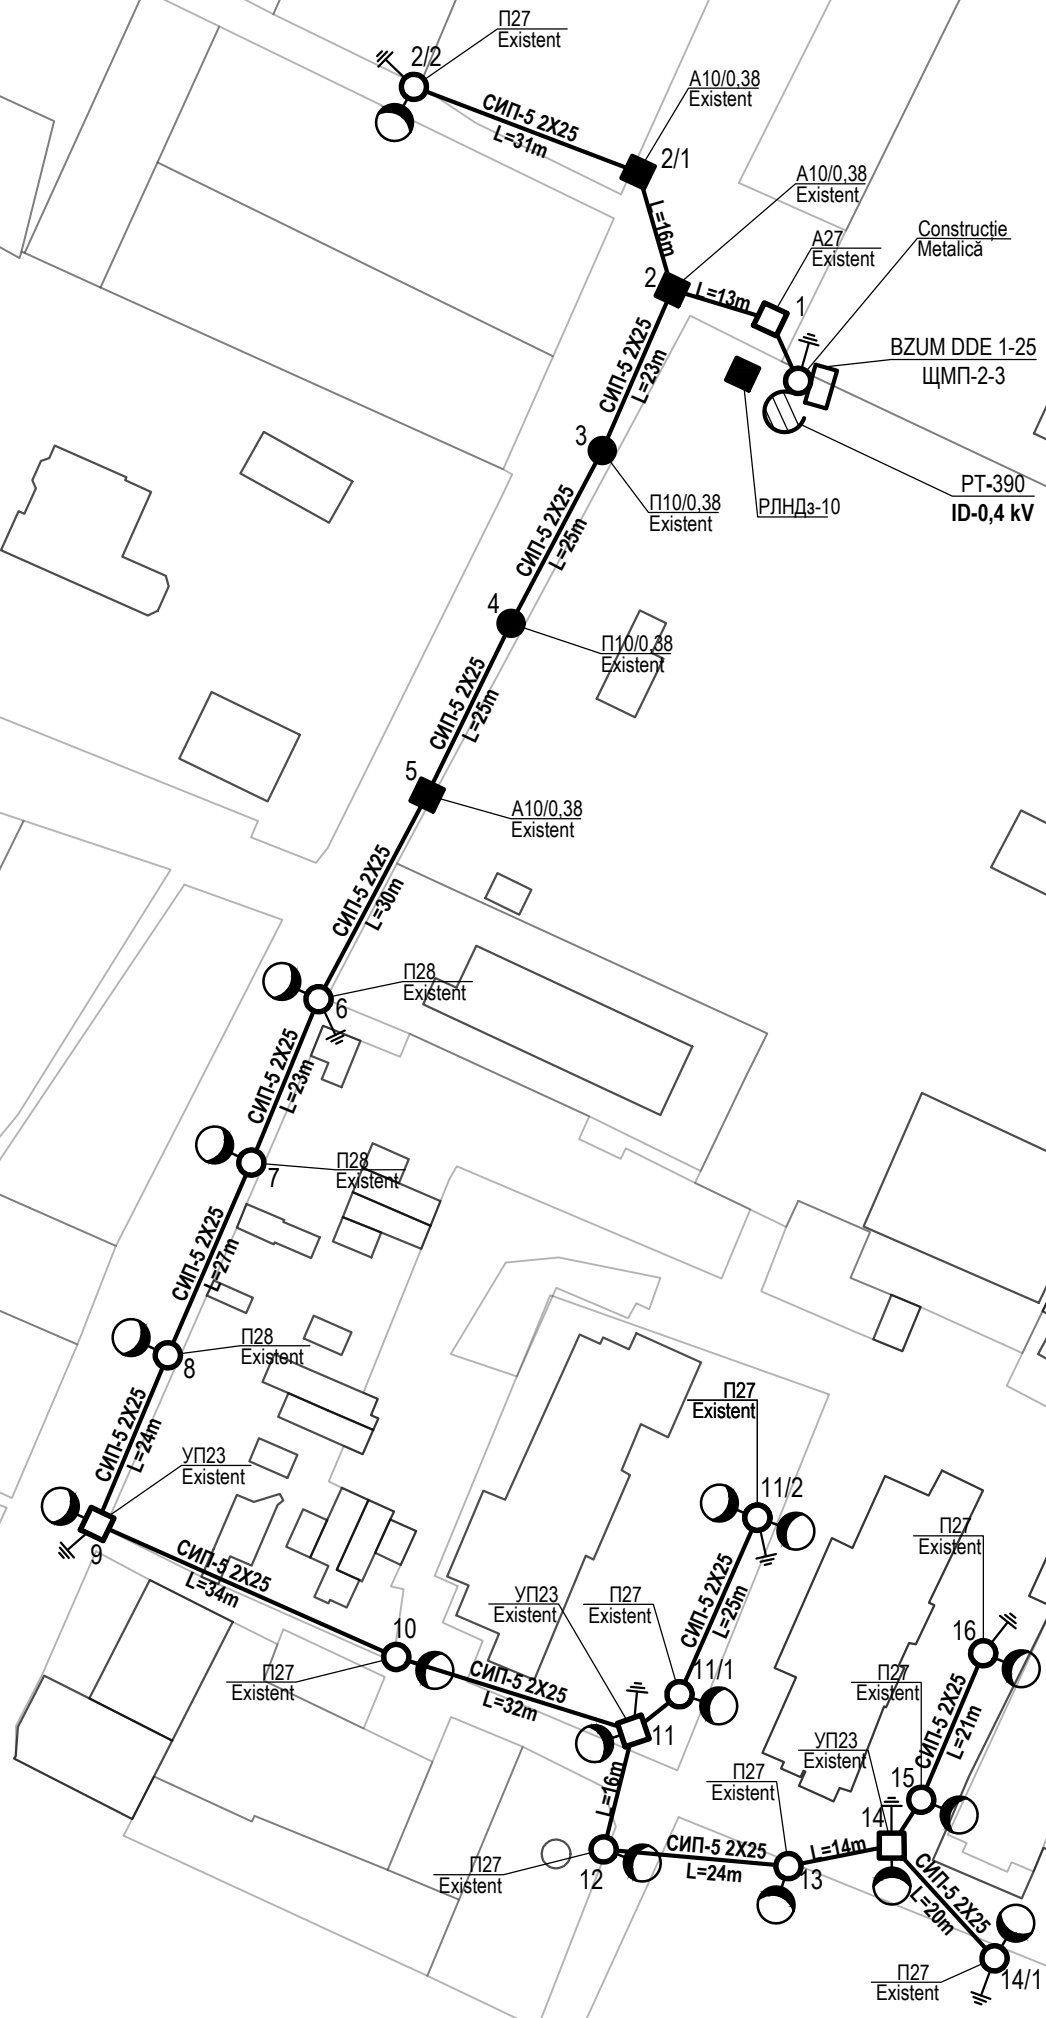 П27
Existent
2/2
СИП-5 2X25
L=31m
А10/0,38
Existent
2/1
L=16m
А10/0,38
Existent
2
L=13m
А27
Existent
1
Construcție
Metalică
BZUM DDE 1-25
ЩМП-2-3
РТ-390
ID-0,4 kV
РЛНДз-10
СИП-5 2X25
L=23m
3
П10/0,38
Existent
СИП-5 2X25
L=25m
4
П10/0,38
Existent
СИП-5 2X25
L=25m
5
А10/0,38
Existent
СИП-5 2X25
L=30m
П28
Existent
6
СИП-5 2X25
L=23m
П28
Existent
7
СИП-5 2X25
L=27m
П28
Existent
8
СИП-5 2X25
L=24m
УП23
Existent
9
СИП-5 2X25
L=34m
10
П27
Existent
СИП-5 2X25
L=32m
УП23
Existent
11
П27
Existent
11/1
СИП-5 2X25
L=25m
П27
Existent
11/2
L=16m
П27
Existent
12
СИП-5 2X25
L=24m
П27
Existent
13
L=14m
УП23
Existent
14
П27
Existent
15
СИП-5 2X25
L=21m
П27
Existent
16
СИП-5 2X25
L=20m
П27
Existent
14/1